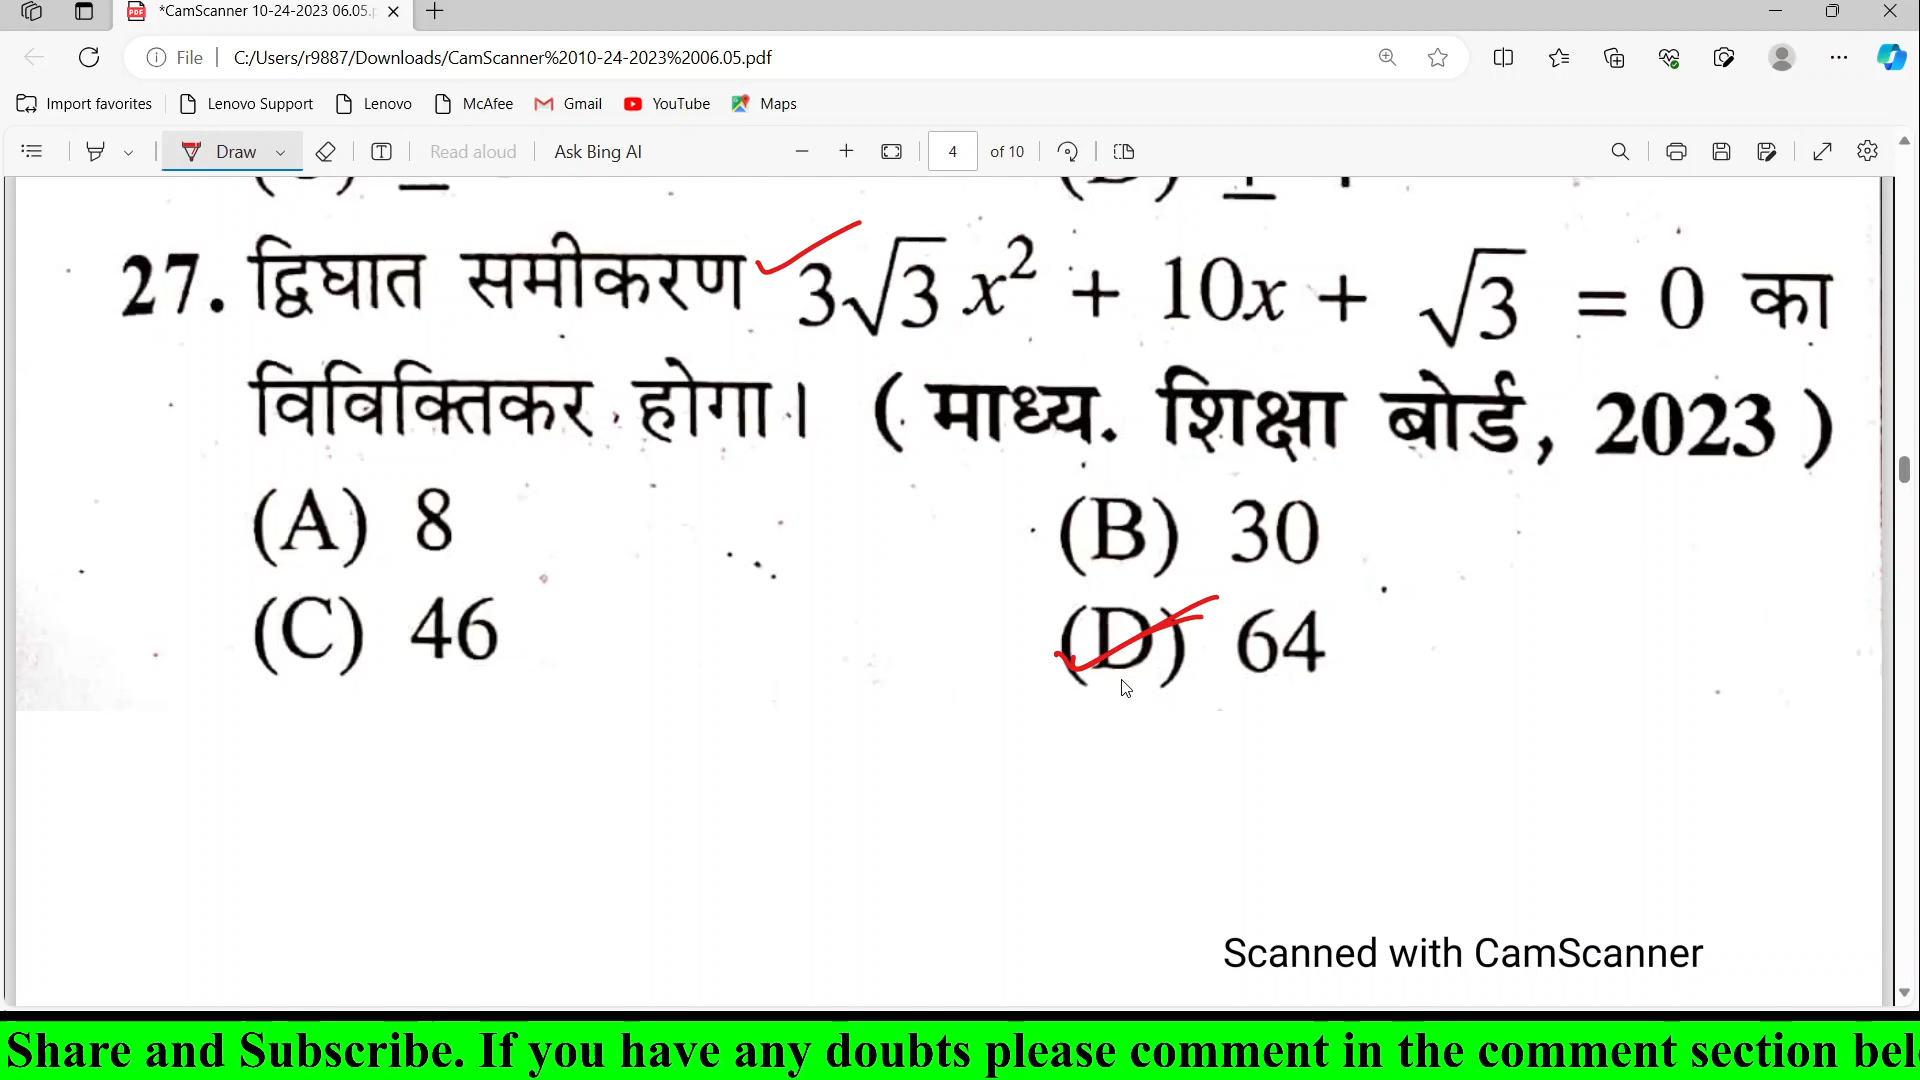 *CamScanner 10-24-2023 06.05.p
File C:/Users/r9887/Downloads/CamScanner%2010-24-2023%2006.05.pdf
Import favorites Lenovo Support Lenovo McAfee Gmail YouTube Maps
Draw Read aloud Ask Bing AI 4 of 10
27. द्विघात समीकरण 3√3 x² + 10x + √3 = 0 का
विविक्तिकर होगा। (माध्य. शिक्षा बोर्ड, 2023)
(A) 8 (B) 30
(C) 46 (D) 64
Scanned with CamScanner
Share and Subscribe. If you have any doubts please comment in the comment section bel